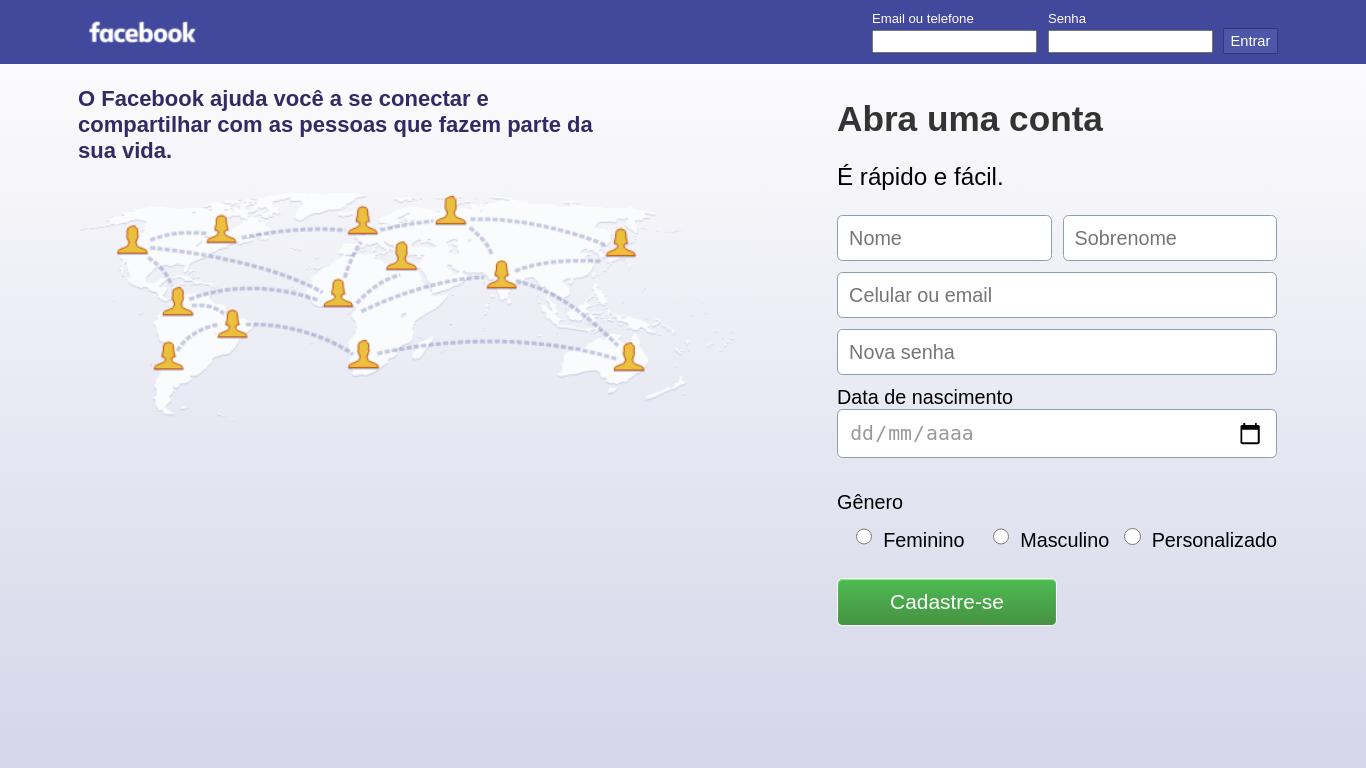 facebook
Email ou telefone
Senha
Entrar
O Facebook ajuda você a se conectar e
compartilhar com as pessoas que fazem parte da
sua vida.
Abra uma conta
É rápido e fácil.
Nome
Sobrenome
Celular ou email
Nova senha
Data de nascimento
dd/mm/aaaa
Gênero
Feminino
Masculino
Personalizado
Cadastre-se